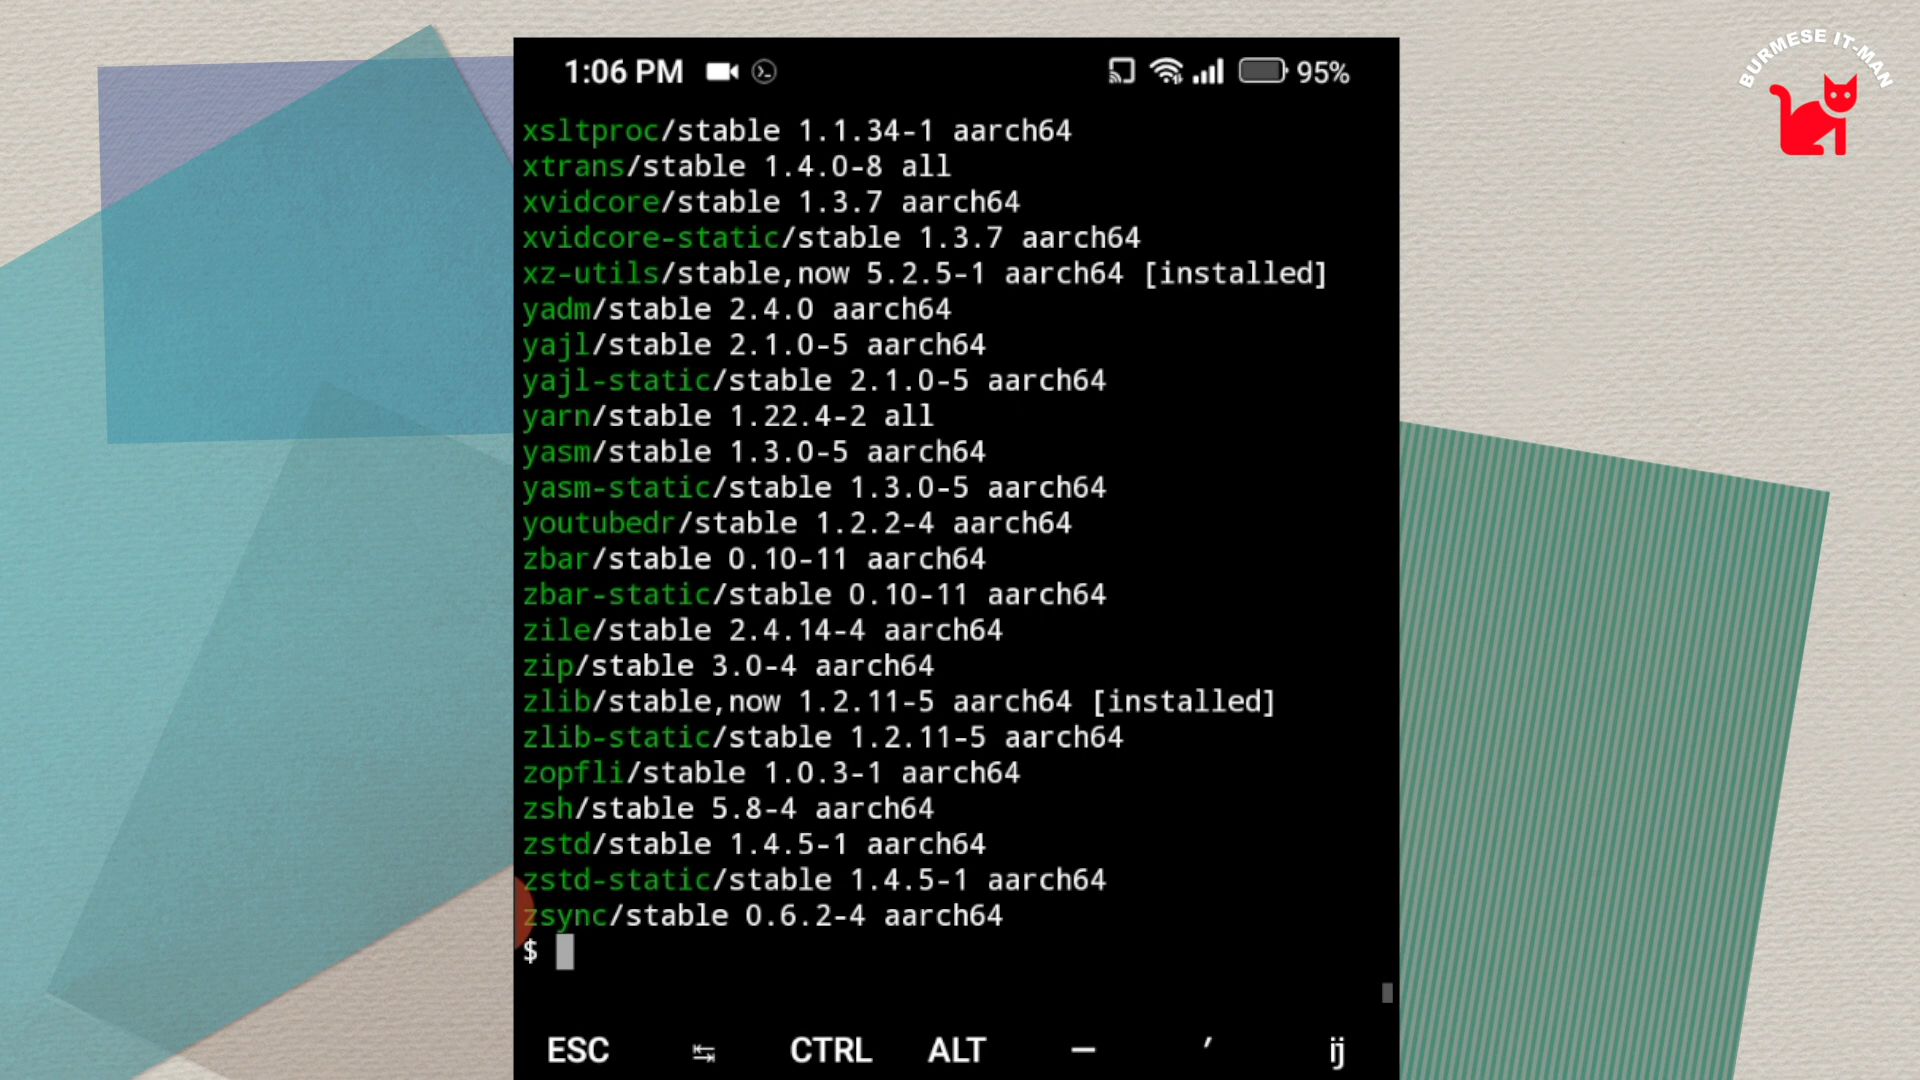 BURMESE IT-MAN
1:06 PM 95%
xsltproc/stable 1.1.34-1 aarch64
xtrans/stable 1.4.0-8 all
xvidcore/stable 1.3.7 aarch64
xvidcore-static/stable 1.3.7 aarch64
xz-utils/stable,now 5.2.5-1 aarch64 [installed]
yadm/stable 2.4.0 aarch64
yajl/stable 2.1.0-5 aarch64
yajl-static/stable 2.1.0-5 aarch64
yarn/stable 1.22.4-2 all
yasm/stable 1.3.0-5 aarch64
yasm-static/stable 1.3.0-5 aarch64
youtubedr/stable 1.2.2-4 aarch64
zbar/stable 0.10-11 aarch64
zbar-static/stable 0.10-11 aarch64
zile/stable 2.4.14-4 aarch64
zip/stable 3.0-4 aarch64
zlib/stable,now 1.2.11-5 aarch64 [installed]
zlib-static/stable 1.2.11-5 aarch64
zopfli/stable 1.0.3-1 aarch64
zsh/stable 5.8-4 aarch64
zstd/stable 1.4.5-1 aarch64
zstd-static/stable 1.4.5-1 aarch64
zsync/stable 0.6.2-4 aarch64
$
ESC ↹ CTRL ALT — ′ ij